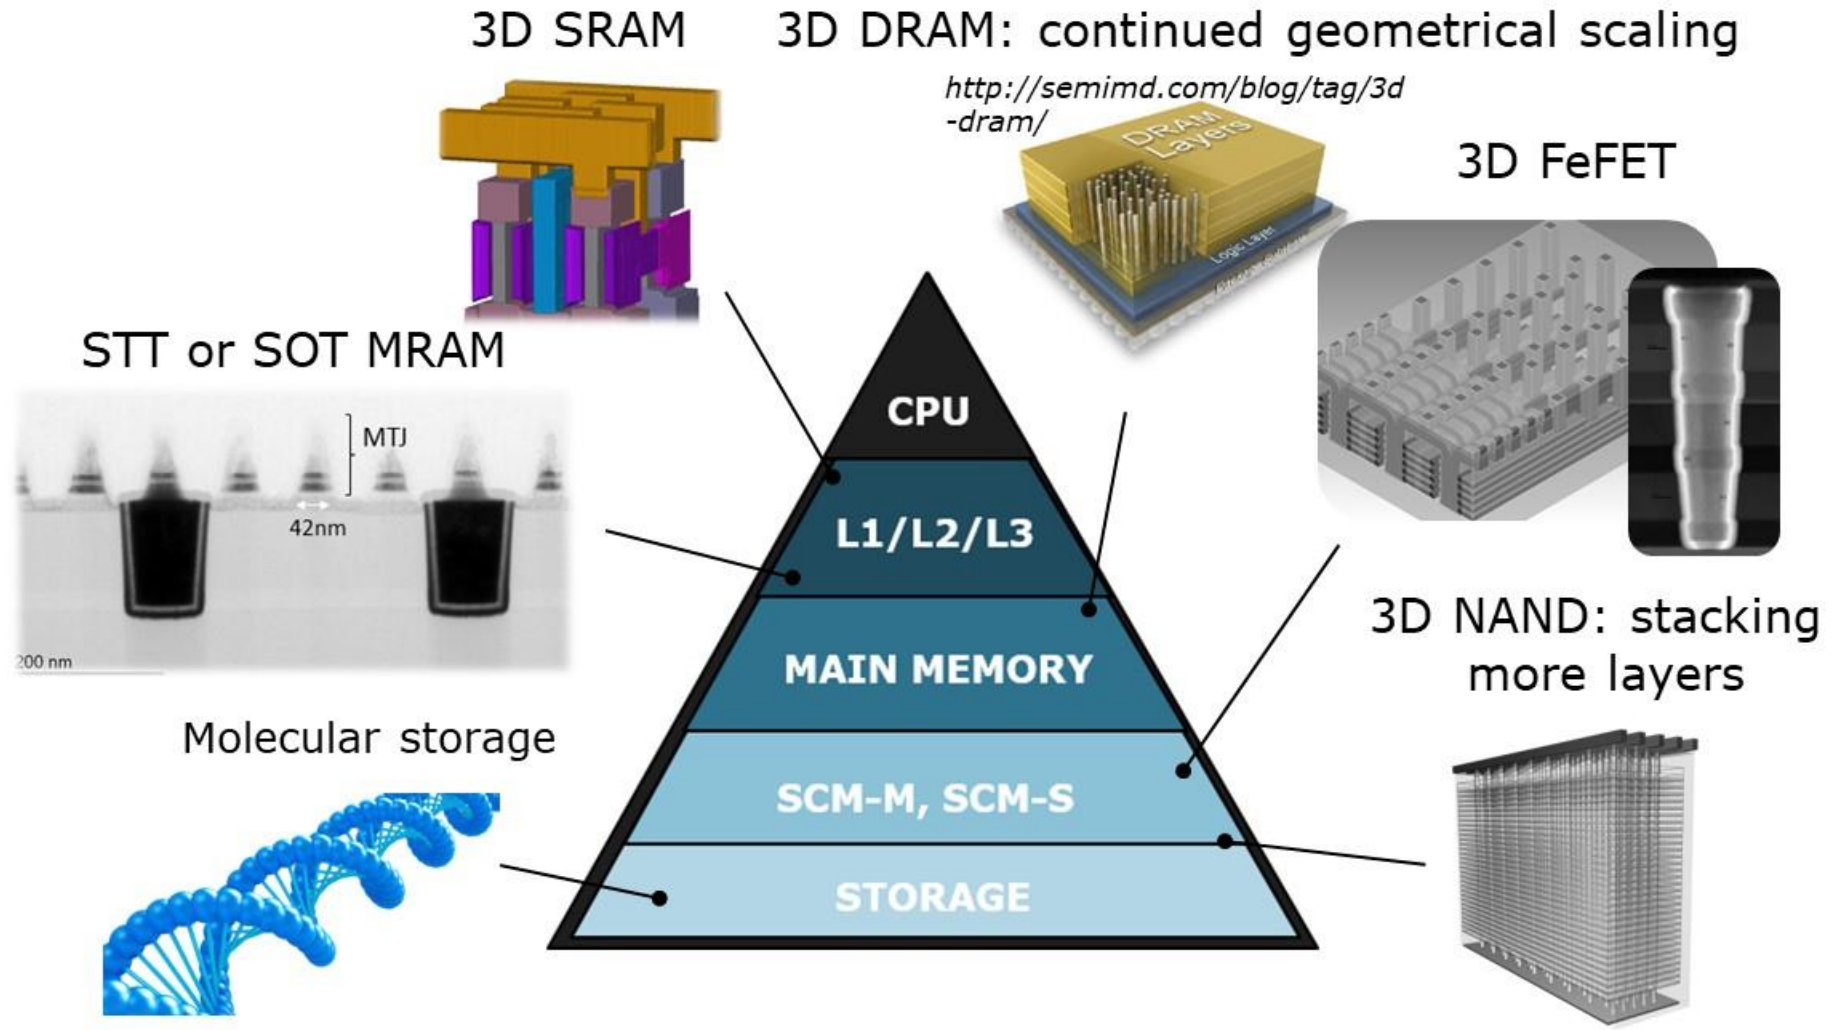 3D SRAM
3D DRAM: continued geometrical scaling
http://semimd.com/blog/tag/3d
-dram/
DRAM
Layers
Logic Layer
3D FeFET
STT or SOT MRAM
MTJ
42nm
200 nm
CPU
L1/L2/L3
MAIN MEMORY
SCM-M, SCM-S
STORAGE
3D NAND: stacking
more layers
Molecular storage